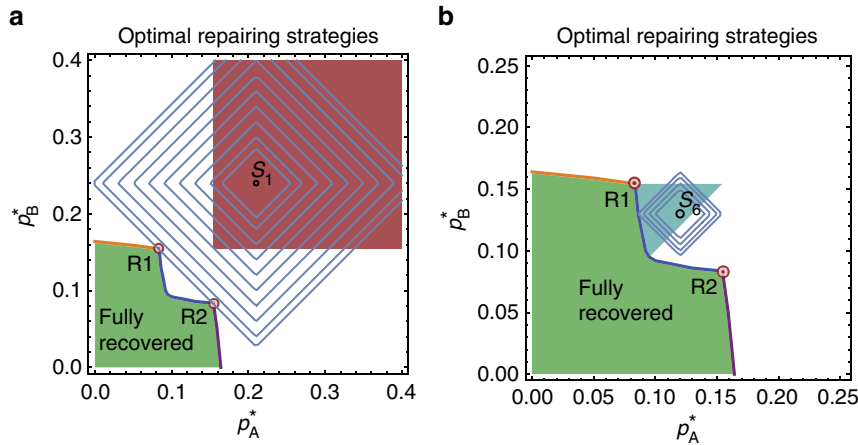 a
Optimal repairing strategies
0.4
0.3
0.2
0.1
0.0
p*B
S1
R1
R2
Fully
recovered
0.0 0.1 0.2 0.3 0.4
p*A
b
Optimal repairing strategies
0.25
0.20
0.15
0.10
0.05
0.00
p*B
S6
R1
R2
Fully
recovered
0.00 0.05 0.10 0.15 0.20 0.25
p*A